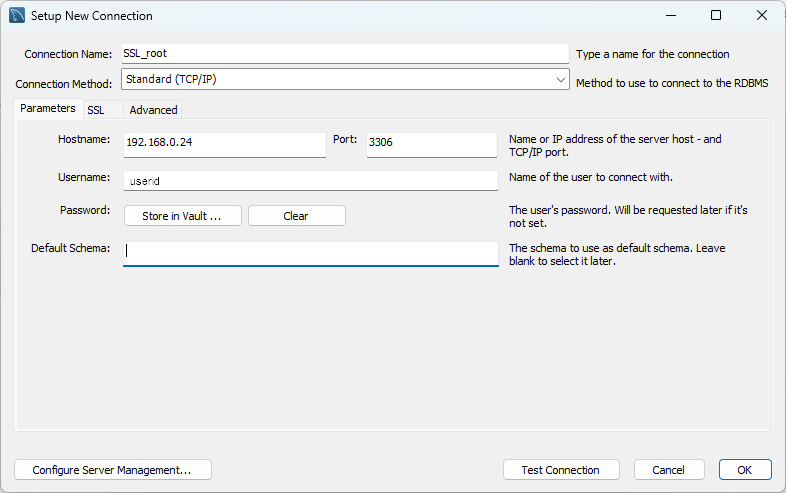 Setup New Connection
Connection Name: SSL_root Type a name for the connection
Connection Method: Standard (TCP/IP) Method to use to connect to the RDBMS
Parameters SSL Advanced
Hostname: 192.168.0.24 Port: 3306 Name or IP address of the server host - and
TCP/IP port.
Username: userid Name of the user to connect with.
Password: Store in Vault ... Clear The user's password. Will be requested later if it's
not set.
Default Schema: The schema to use as default schema. Leave
blank to select it later.
Configure Server Management... Test Connection Cancel OK